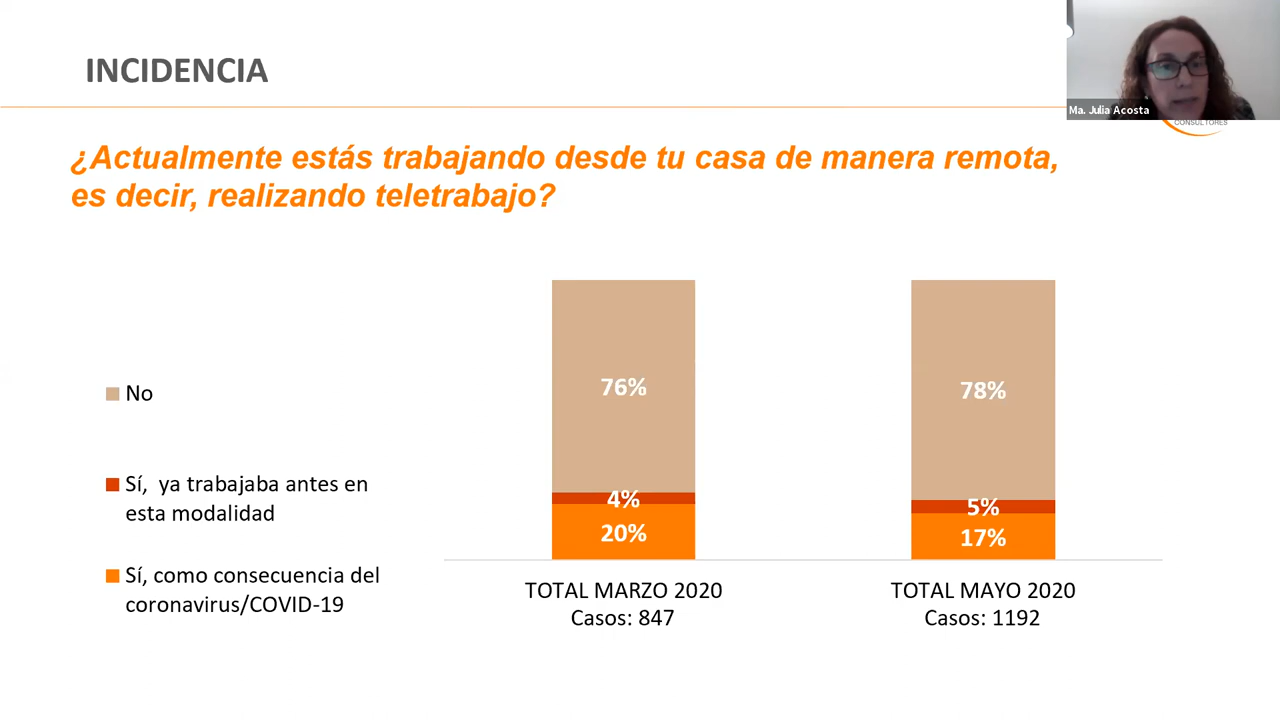 INCIDENCIA
Ma. Julia Acosta
CONSULTORES
¿Actualmente estás trabajando desde tu casa de manera remota,
es decir, realizando teletrabajo?
No
Sí, ya trabajaba antes en
esta modalidad
Sí, como consecuencia del
coronavirus/COVID-19
76%
4%
20%
78%
5%
17%
TOTAL MARZO 2020
Casos: 847
TOTAL MAYO 2020
Casos: 1192